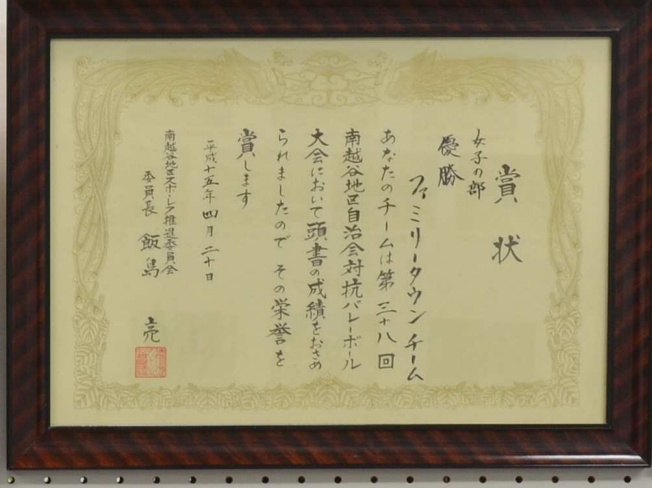 賞状
女子の部
優勝
ファミリータウンチーム
あなたのチームは第三十八回
南越谷地区自治会対抗バレーボール
大会において頭書の成績をおさめ
られましたので その栄誉を
賞します
平成十五年四月二十日
南越谷地区スポ・レク推進委員会
委員長 飯島 亮